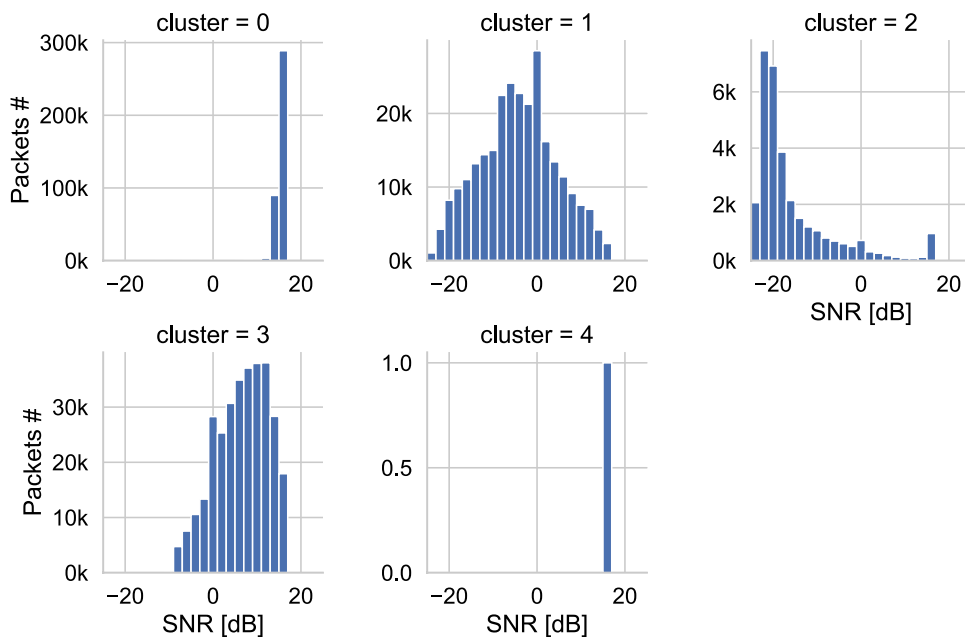 cluster = 0
cluster = 1
cluster = 2
300k
200k
100k
0k
Packets #
−20
0
20
20k
10k
0k
−20
0
20
6k
4k
2k
0k
−20
0
20
SNR [dB]
cluster = 3
cluster = 4
30k
20k
10k
0k
Packets #
−20
0
20
SNR [dB]
1.0
0.5
0.0
−20
0
20
SNR [dB]